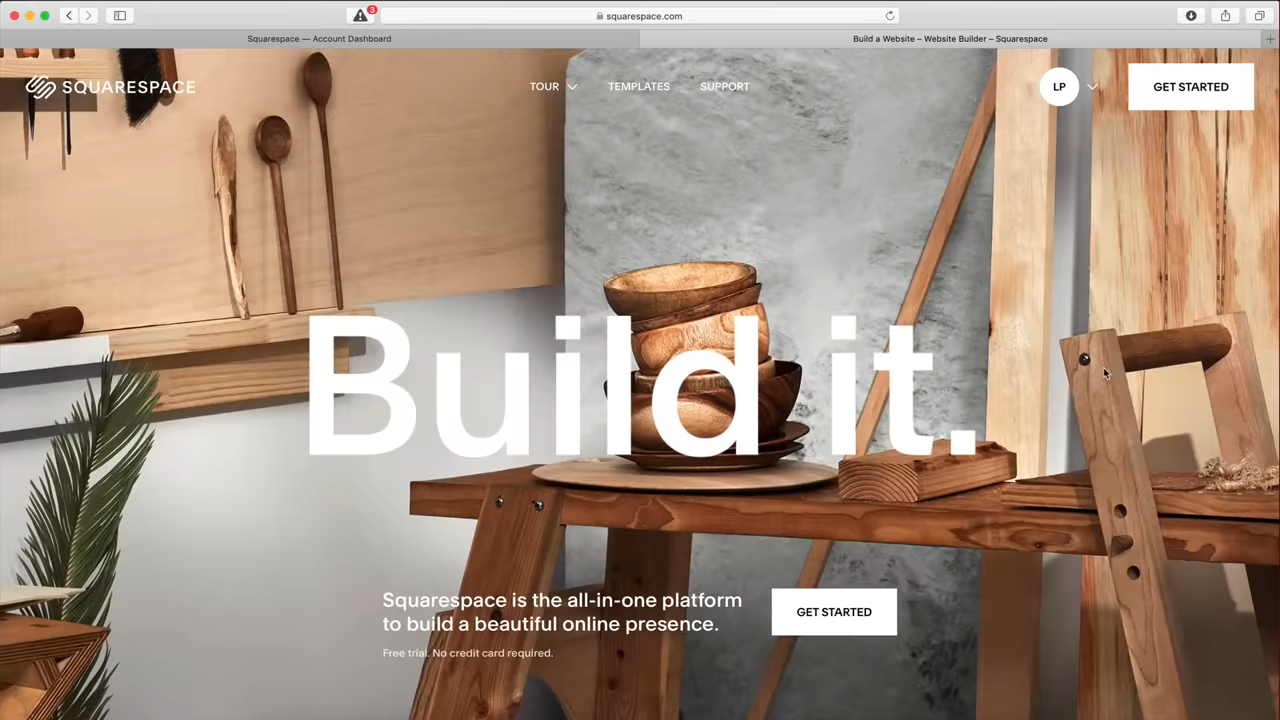 3
squarespace.com
Squarespace — Account Dashboard
Build a Website – Website Builder – Squarespace
SQUARESPACE
TOUR
TEMPLATES
SUPPORT
LP
GET STARTED
Build it.
Squarespace is the all-in-one platform
to build a beautiful online presence.
GET STARTED
Free trial. No credit card required.